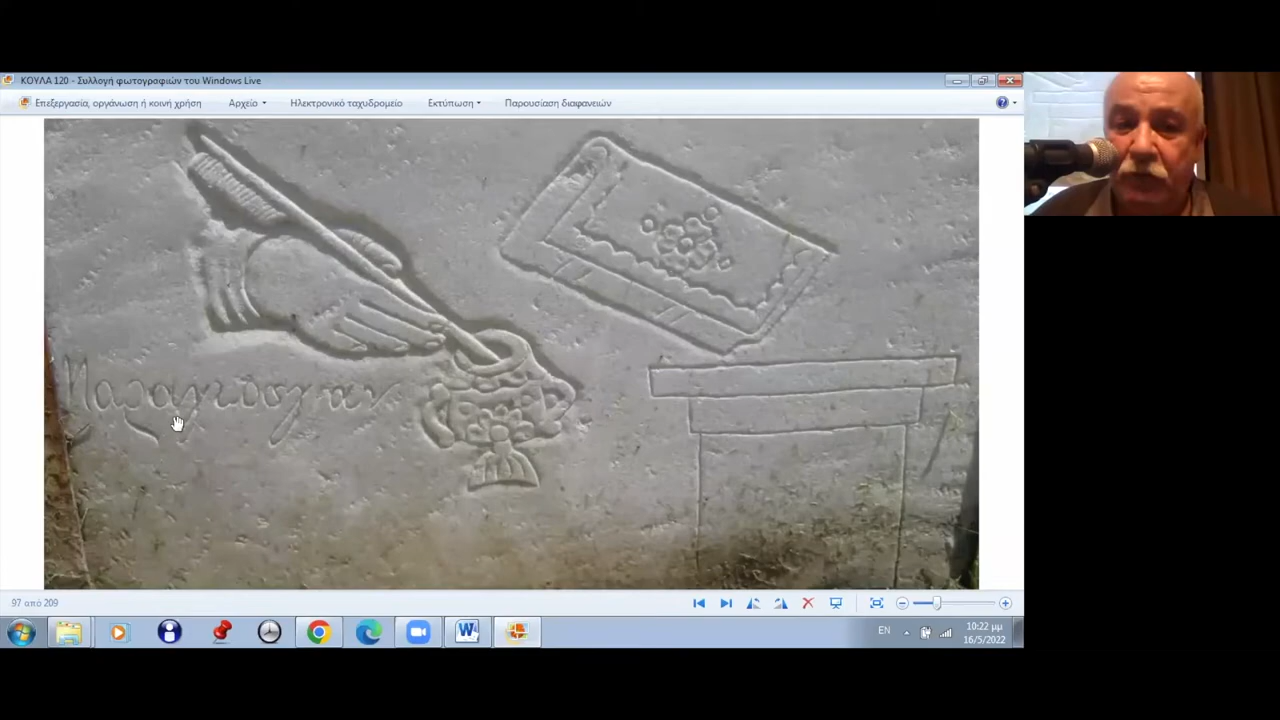 ΚΟΥΛΑ 120 - Συλλογή φωτογραφιών του Windows Live
Επεξεργασία, οργάνωση ή κοινή χρήση Αρχείο Ηλεκτρονικό ταχυδρομείο Εκτύπωση Παρουσίαση διαφανειών
97 από 209
EN
10:22 μμ
16/5/2022